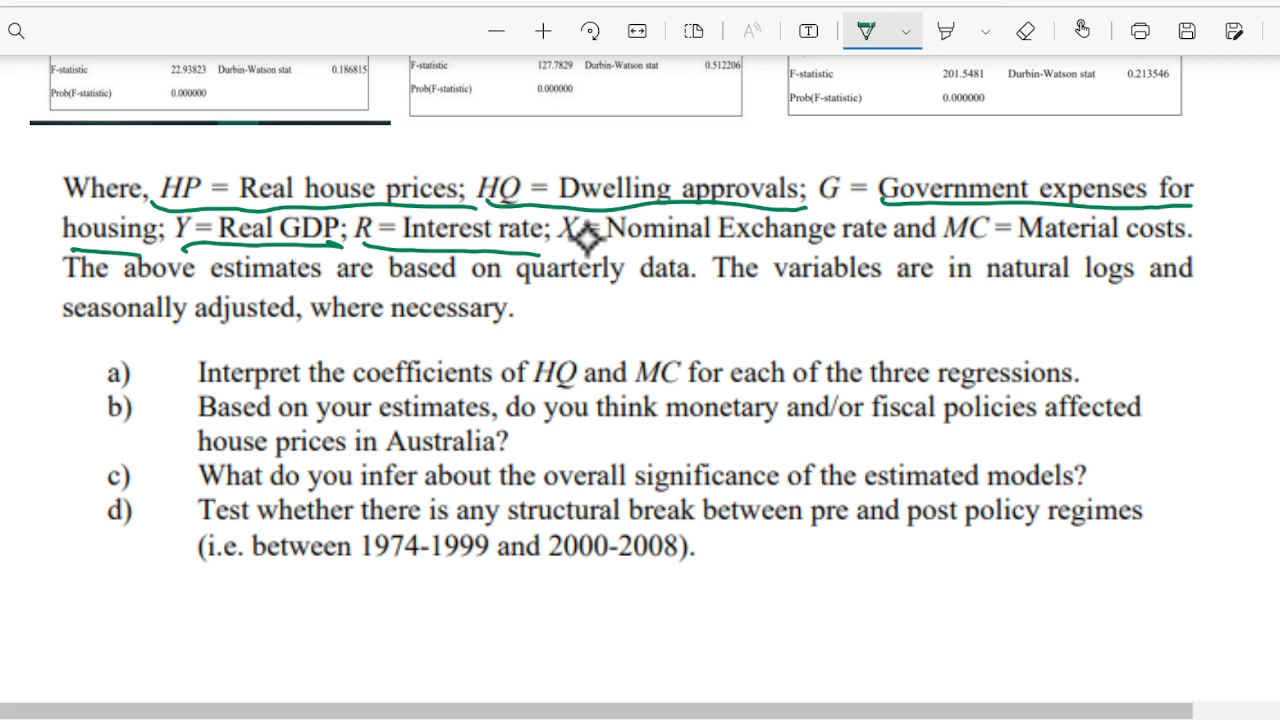 F-statistic 22.93823 Durbin-Watson stat 0.186815
Prob(F-statistic) 0.000000
F-statistic 127.7829 Durbin-Watson stat 0.512206
Prob(F-statistic) 0.000000
F-statistic 201.5481 Durbin-Watson stat 0.213546
Prob(F-statistic) 0.000000
Where, HP = Real house prices; HQ = Dwelling approvals; G = Government expenses for
housing; Y = Real GDP; R = Interest rate; X = Nominal Exchange rate and MC = Material costs.
The above estimates are based on quarterly data. The variables are in natural logs and
seasonally adjusted, where necessary.
a) Interpret the coefficients of HQ and MC for each of the three regressions.
b) Based on your estimates, do you think monetary and/or fiscal policies affected
house prices in Australia?
c) What do you infer about the overall significance of the estimated models?
d) Test whether there is any structural break between pre and post policy regimes
(i.e. between 1974-1999 and 2000-2008).